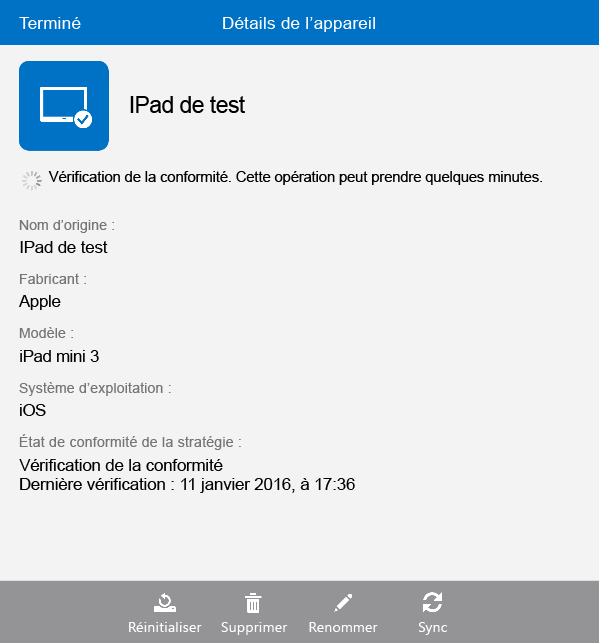 Terminé
Détails de l'appareil
IPad de test
Vérification de la conformité. Cette opération peut prendre quelques minutes.
Nom d'origine :
IPad de test
Fabricant :
Apple
Modèle :
iPad mini 3
Système d'exploitation :
iOS
État de conformité de la stratégie :
Vérification de la conformité
Dernière vérification : 11 janvier 2016, à 17:36
Réinitialiser
Supprimer
Renommer
Sync